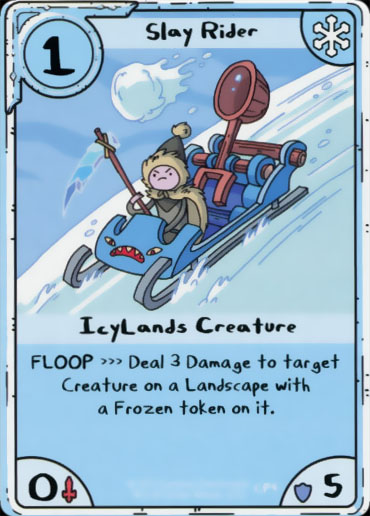 1
Slay Rider
IcyLands Creature
FLOOP >>> Deal 3 Damage to target
Creature on a Landscape with
a Frozen token on it.
0
5